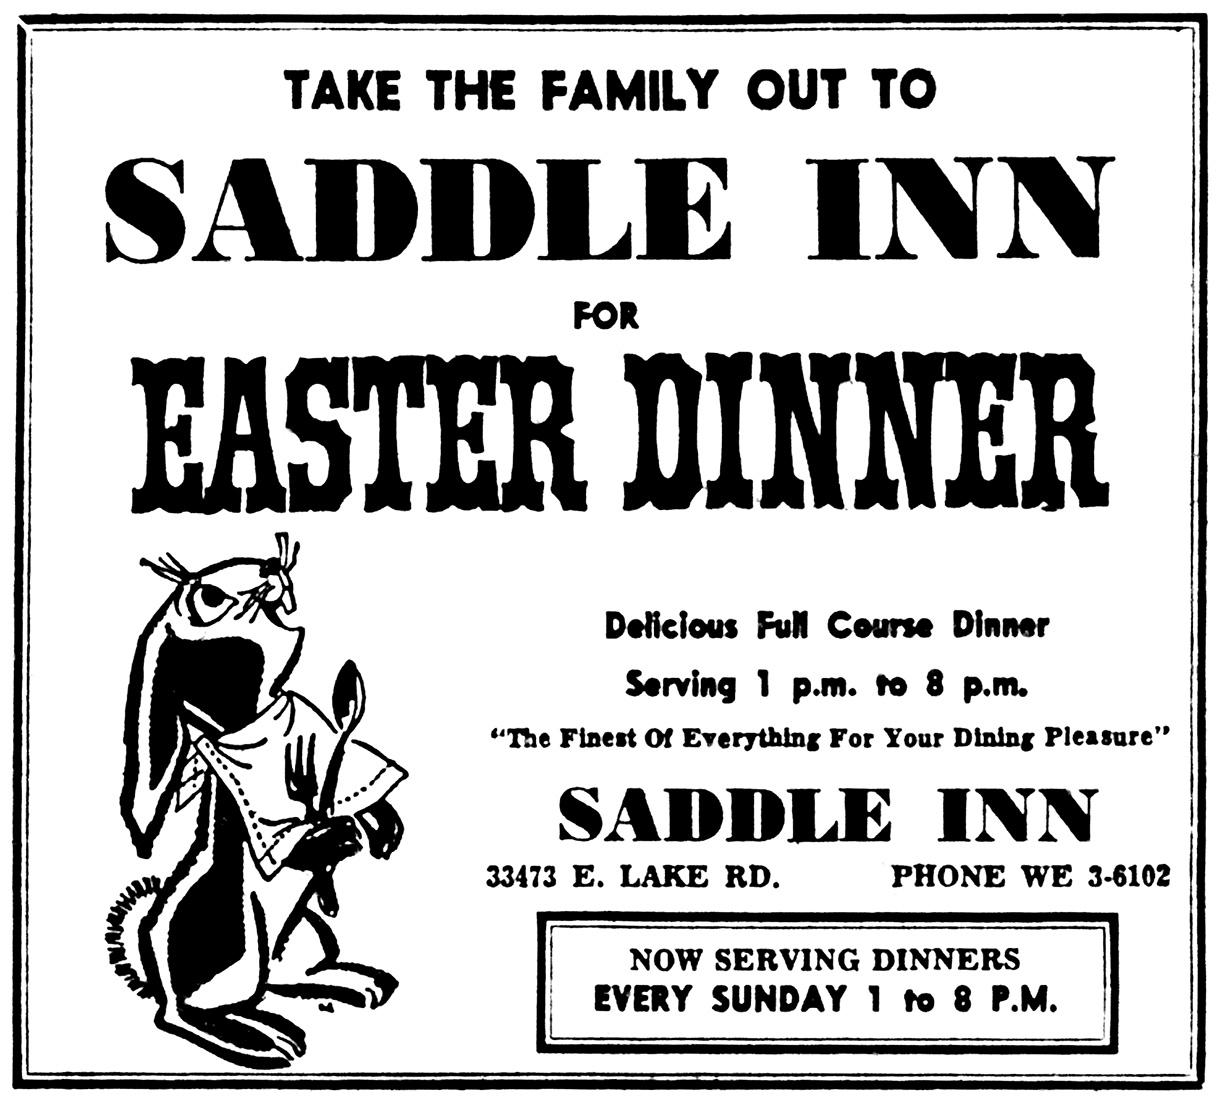 TAKE THE FAMILY OUT TO
SADDLE INN
FOR
EASTER DINNER
Delicious Full Course Dinner
Serving 1 p.m. to 8 p.m.
“The Finest Of Everything For Your Dining Pleasure”
SADDLE INN
33473 E. LAKE RD. PHONE WE 3-6102
NOW SERVING DINNERS
EVERY SUNDAY 1 to 8 P.M.